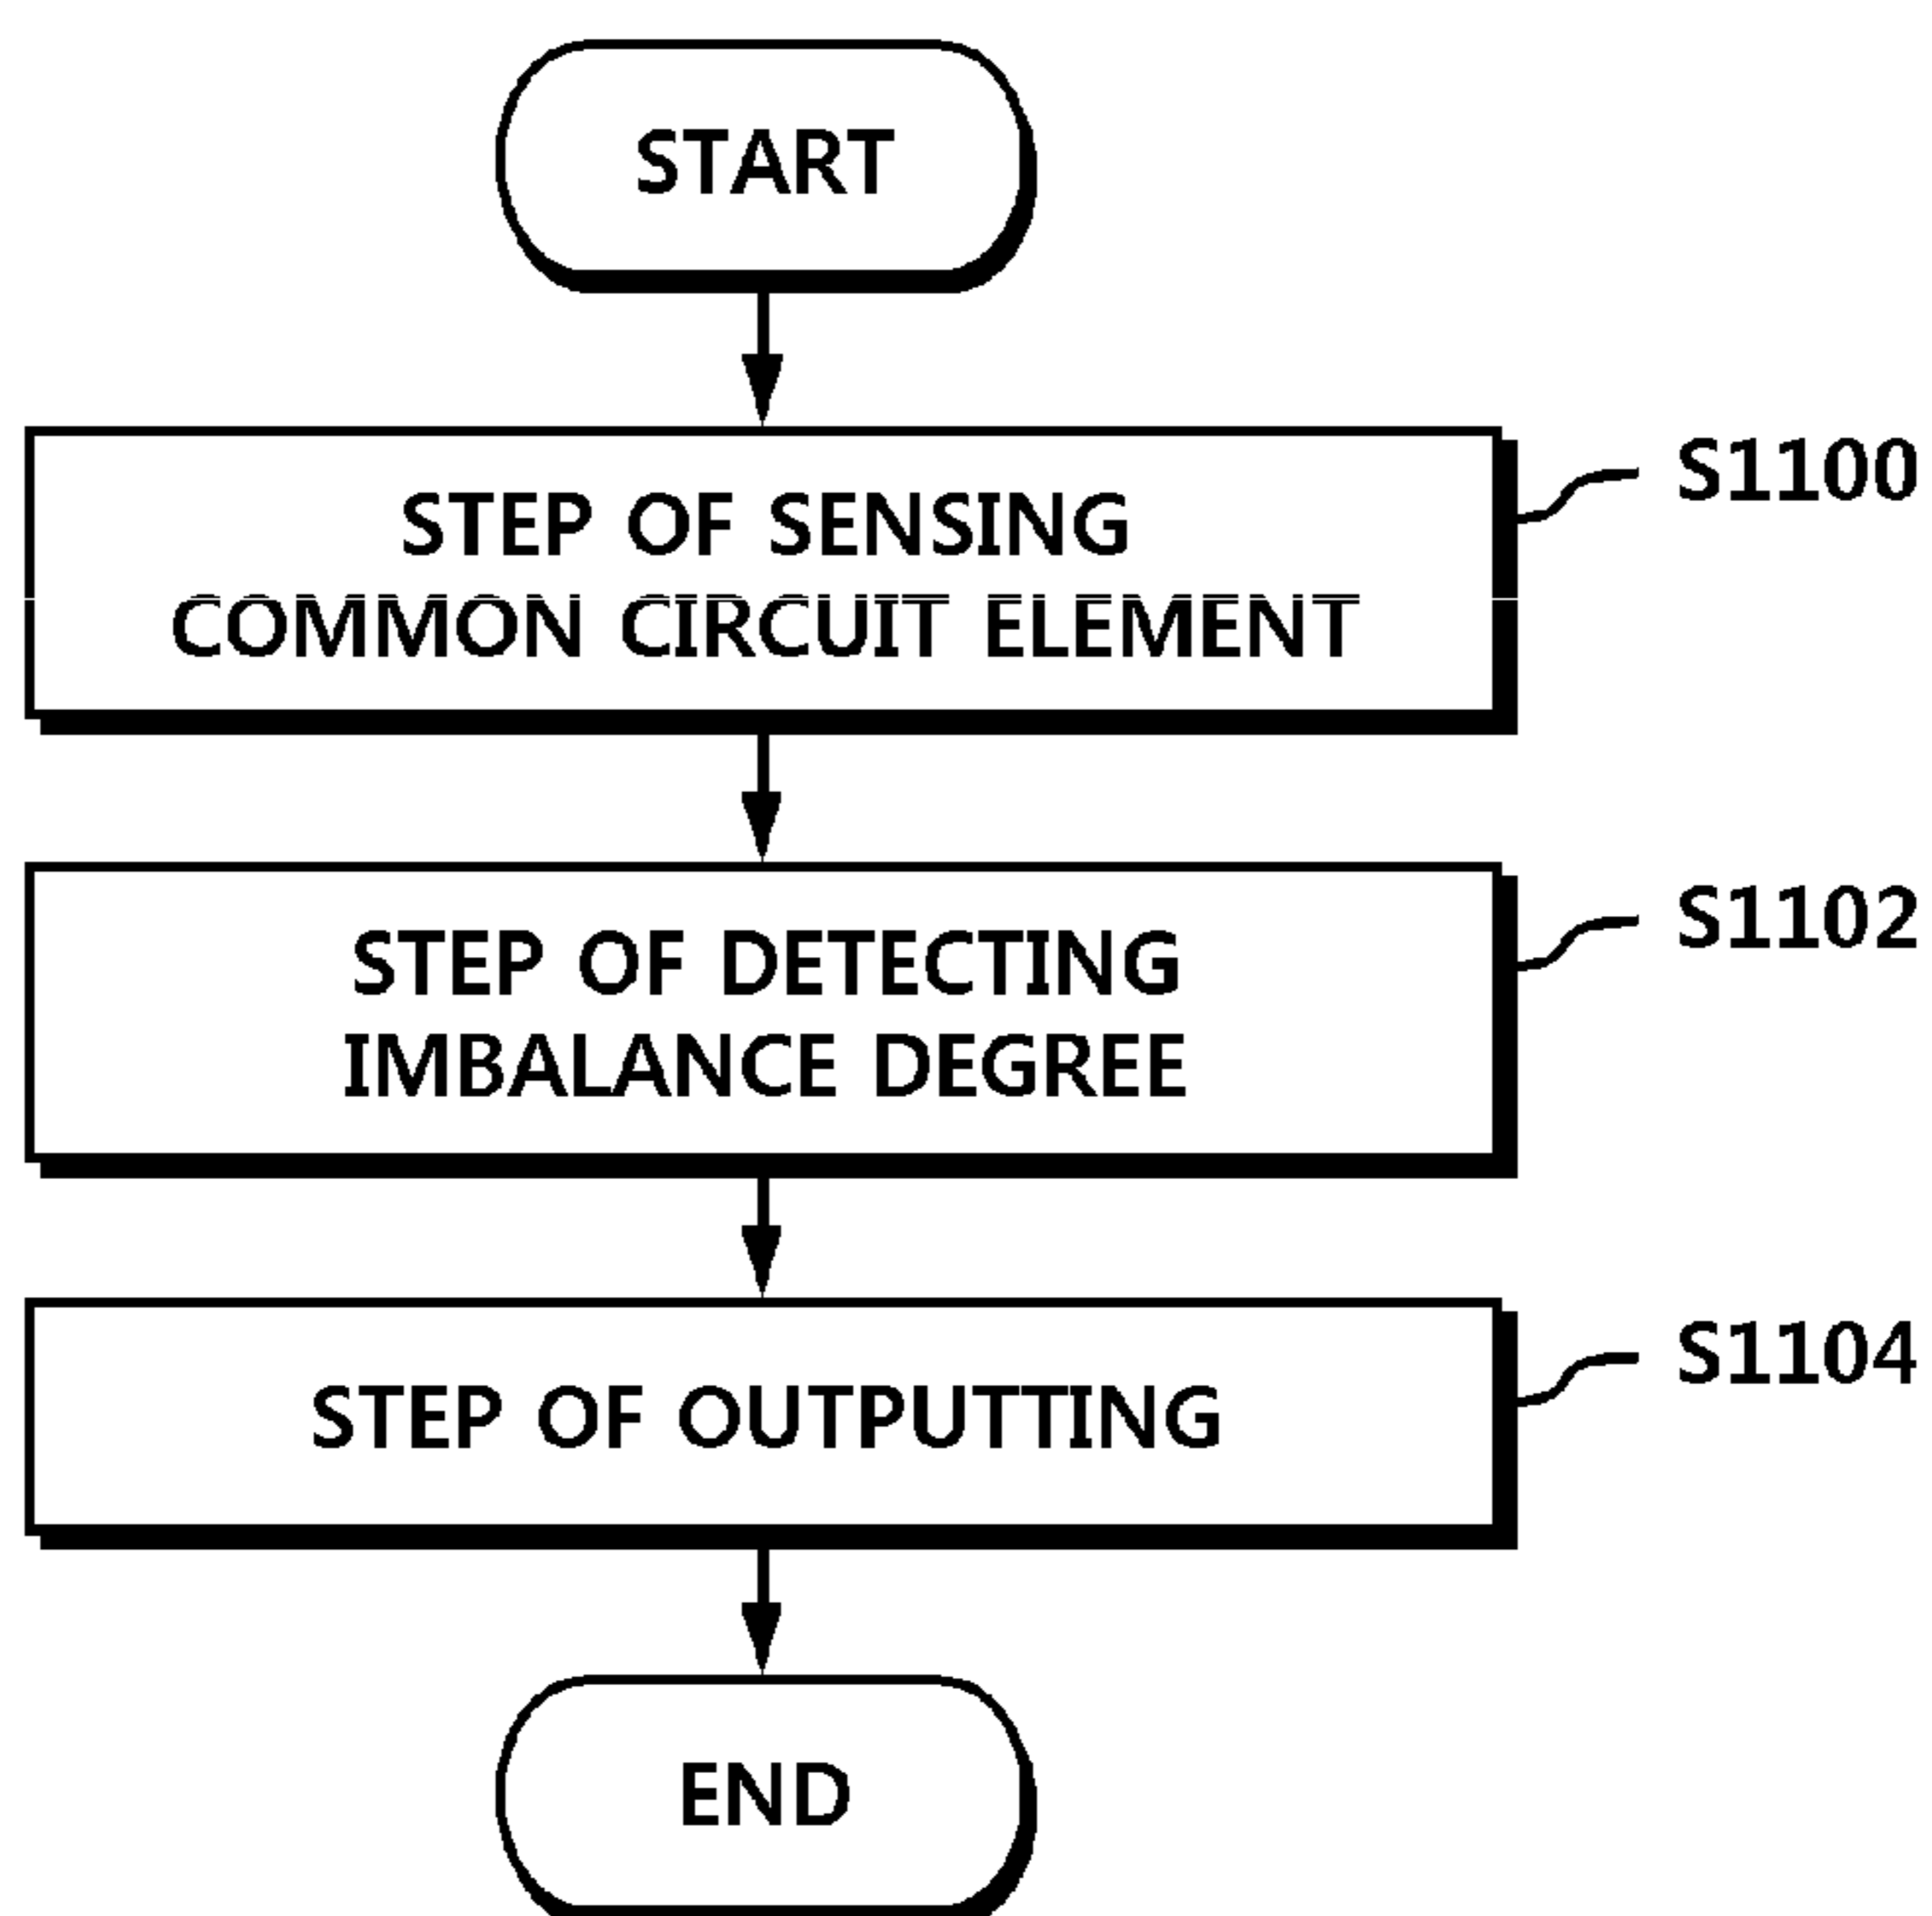 START
S1100
STEP OF SENSING
COMMON CIRCUIT ELEMENT
S1102
STEP OF DETECTING
IMBALANCE DEGREE
S1104
STEP OF OUTPUTTING
END